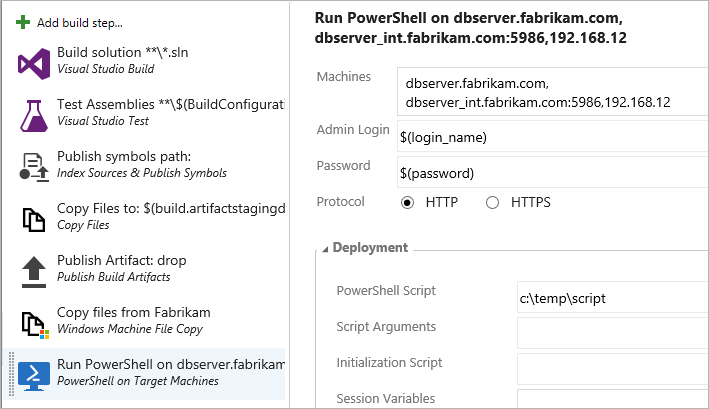 Add build step...
Build solution **\*.sln
Visual Studio Build
Test Assemblies **\$(BuildConfigurati
Visual Studio Test
Publish symbols path:
Index Sources & Publish Symbols
Copy Files to: $(build.artifactstagingd
Copy Files
Publish Artifact: drop
Publish Build Artifacts
Copy files from Fabrikam
Windows Machine File Copy
Run PowerShell on dbserver.fabrikam
PowerShell on Target Machines
Run PowerShell on dbserver.fabrikam.com,
dbserver_int.fabrikam.com:5986,192.168.12
Machines
dbserver.fabrikam.com,
dbserver_int.fabrikam.com:5986,192.168.12
Admin Login
$(login_name)
Password
$(password)
Protocol
HTTP
HTTPS
Deployment
PowerShell Script
c:\temp\script
Script Arguments
Initialization Script
Session Variables